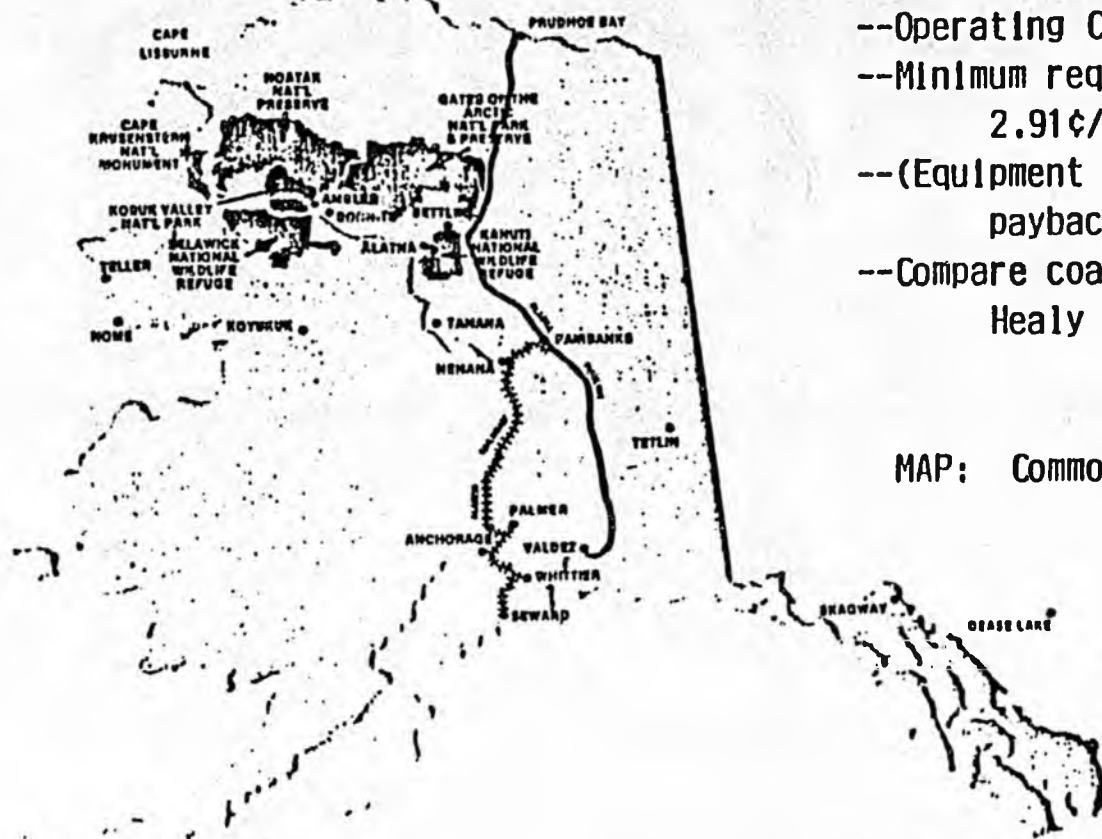 --Operating C
--Minimum req
2.91¢/
--(Equipment
paybac
--Compare coa
Healy
MAP: Commo
PRUDHOE BAY
CAPE
LISBURNE
NOATAK
NAT'L
PRESERVE
GATES OF THE
ARCTIC
NAT'L PARK
& PRESERVE
CAPE
KRUSENSTERN
NAT'L
MONUMENT
AMBLER
BETTLES
KOBUK VALLEY
NAT'L PARK
ALATNA
KANUTI
NATIONAL
WILDLIFE
REFUGE
SELAWICK
NATIONAL
WILDLIFE
REFUGE
TELLER
NOME
KOYUKUK
TANANA
FAIRBANKS
NENANA
TETLIN
PALMER
ANCHORAGE
VALDEZ
WHITTIER
SEWARD
SKAGWAY
DEASE LAKE